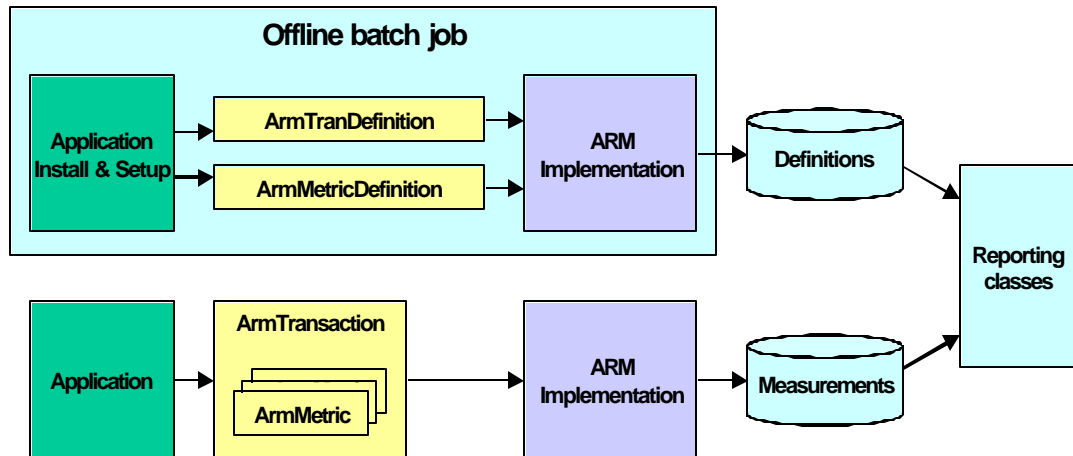 Offline batch job
Application
Install & Setup
ArmTranDefinition
ArmMetricDefinition
ARM
Implementation
Definitions
Reporting
classes
Application
ArmTransaction
ArmMetric
ARM
Implementation
Measurements